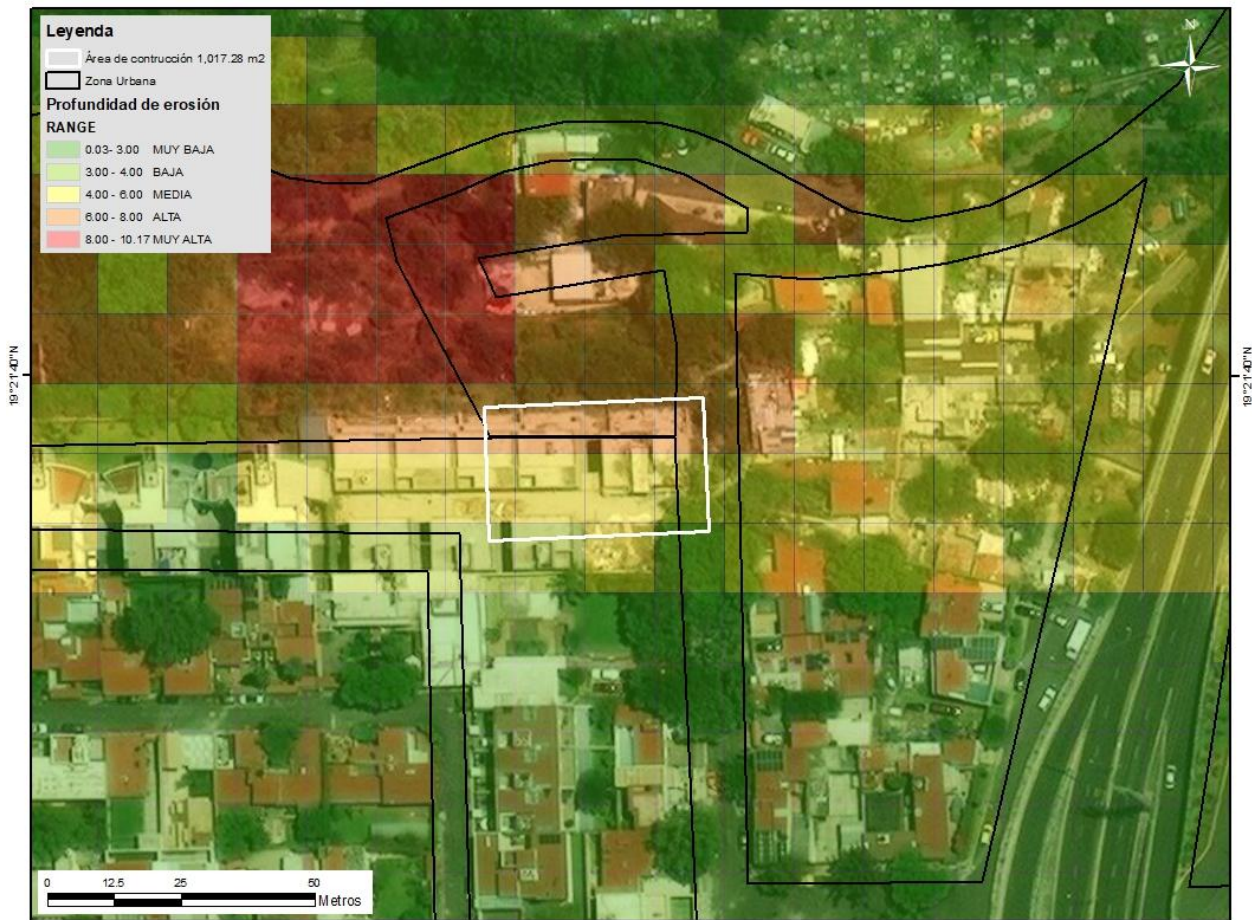 Leyenda
Área de contrucción 1,017.28 m2
Zona Urbana
Profundidad de erosión
RANGE
0.03- 3.00 MUY BAJA
3.00 - 4.00 BAJA
4.00 - 6.00 MEDIA
6.00 - 8.00 ALTA
8.00 - 10.17 MUY ALTA
N
19°21'40"N
19°21'40"N
0 12.5 25 50
Metros